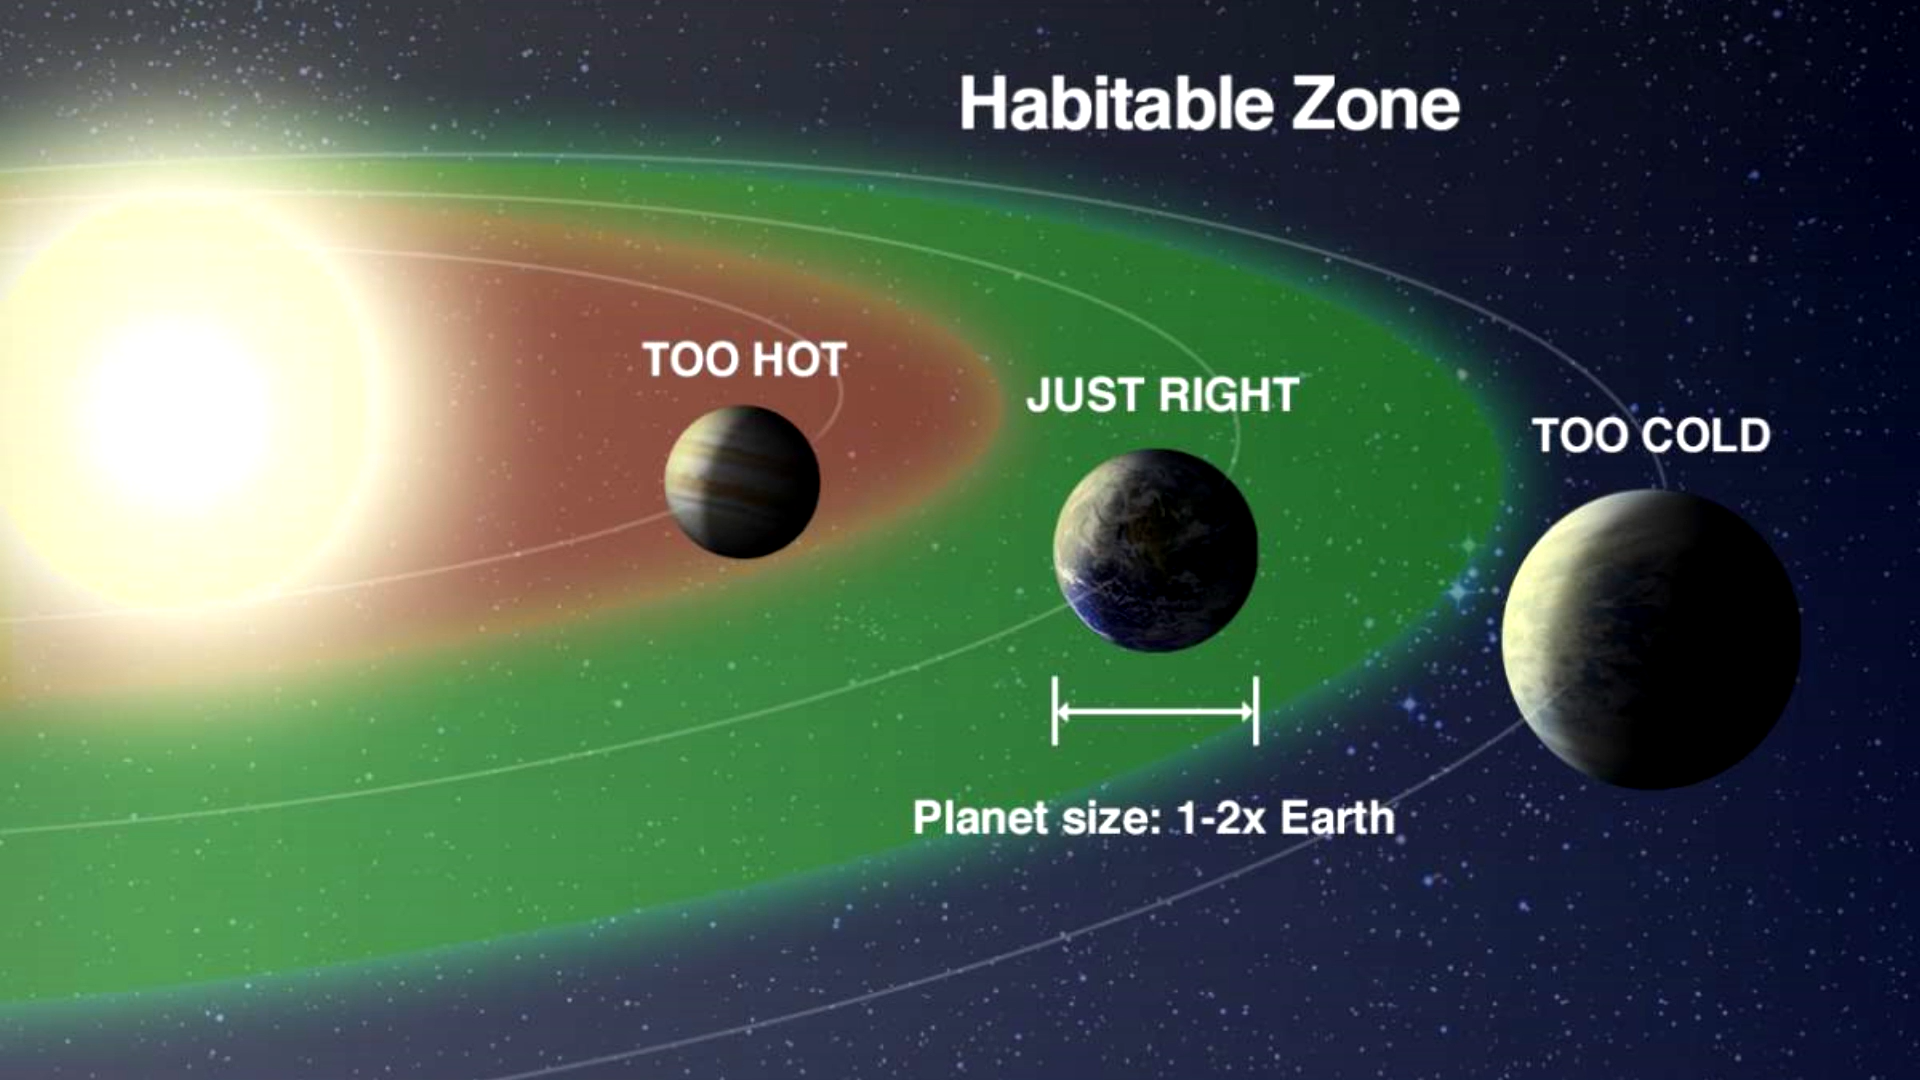 Habitable Zone
TOO HOT
JUST RIGHT
TOO COLD
Planet size: 1-2x Earth